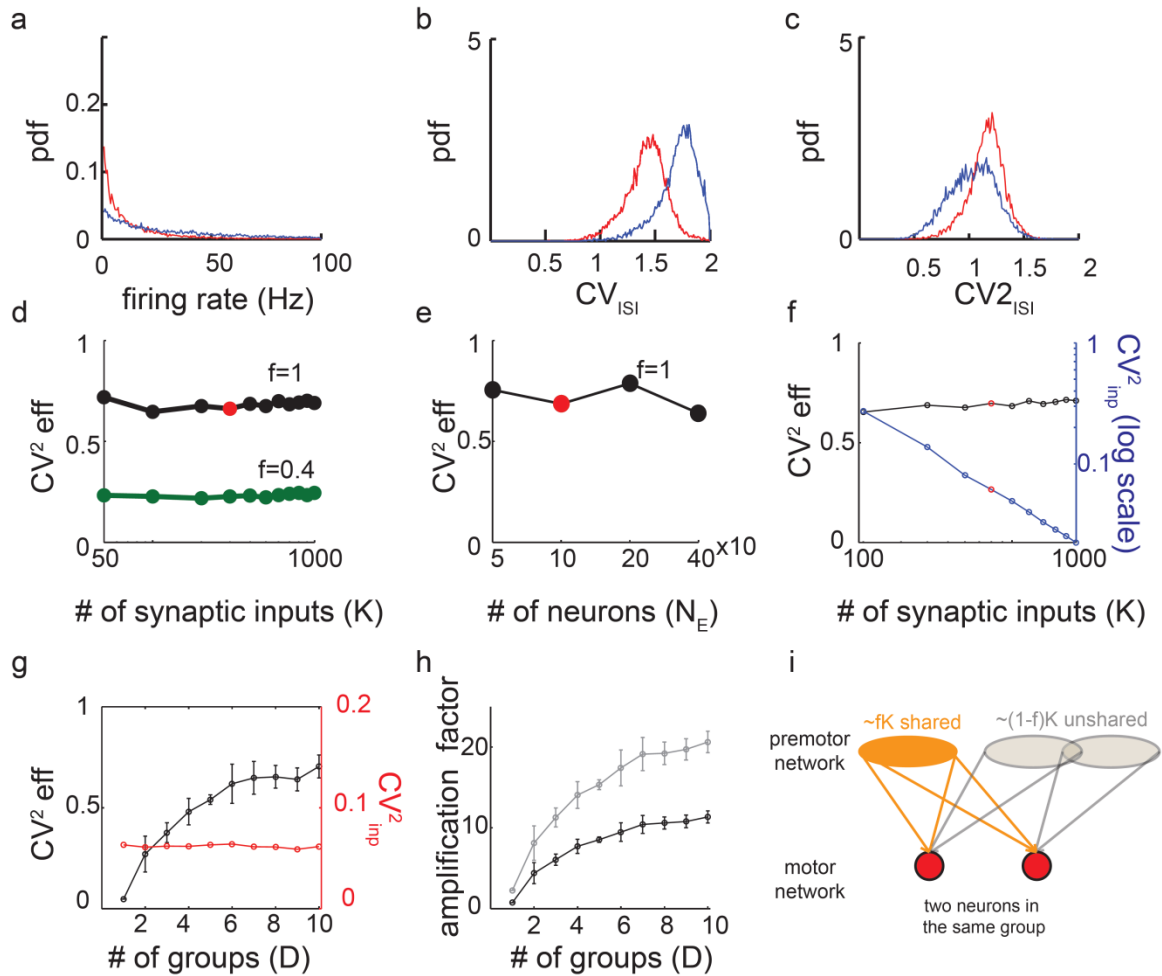 a
pdf
0.2
0.1
0
0
50
100
firing rate (Hz)
b
pdf
5
0
0.5
1
1.5
2
CV_ISI
c
pdf
5
0
0.5
1
1.5
2
CV2_ISI
d
CV² eff
1
0.5
0
f=1
f=0.4
50
1000
# of synaptic inputs (K)
e
CV² eff
1
0.5
0
f=1
5
10
20
40
x10
# of neurons (N_E)
f
CV² eff
1
0.5
0
1
0.1
CV²_inp (log scale)
100
1000
# of synaptic inputs (K)
g
CV² eff
1
0.5
0
0.2
0.1
0
CV²_inp
2
4
6
8
10
# of groups (D)
h
amplification factor
20
10
0
2
4
6
8
10
# of groups (D)
i
~fK shared
~(1-f)K unshared
premotor
network
motor
network
two neurons in
the same group